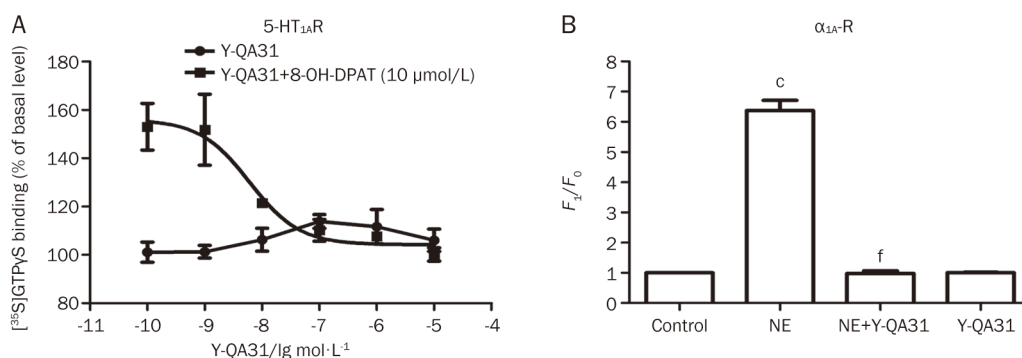 A
5-HT1AR
Y-QA31
Y-QA31+8-OH-DPAT (10 μmol/L)
[35S]GTPγS binding (% of basal level)
180
160
140
120
100
80
-11 -10 -9 -8 -7 -6 -5 -4
Y-QA31/lg mol·L-1
B
α1A-R
F1/F0
8
7
6
5
4
3
2
1
0
c
f
Control NE NE+Y-QA31 Y-QA31